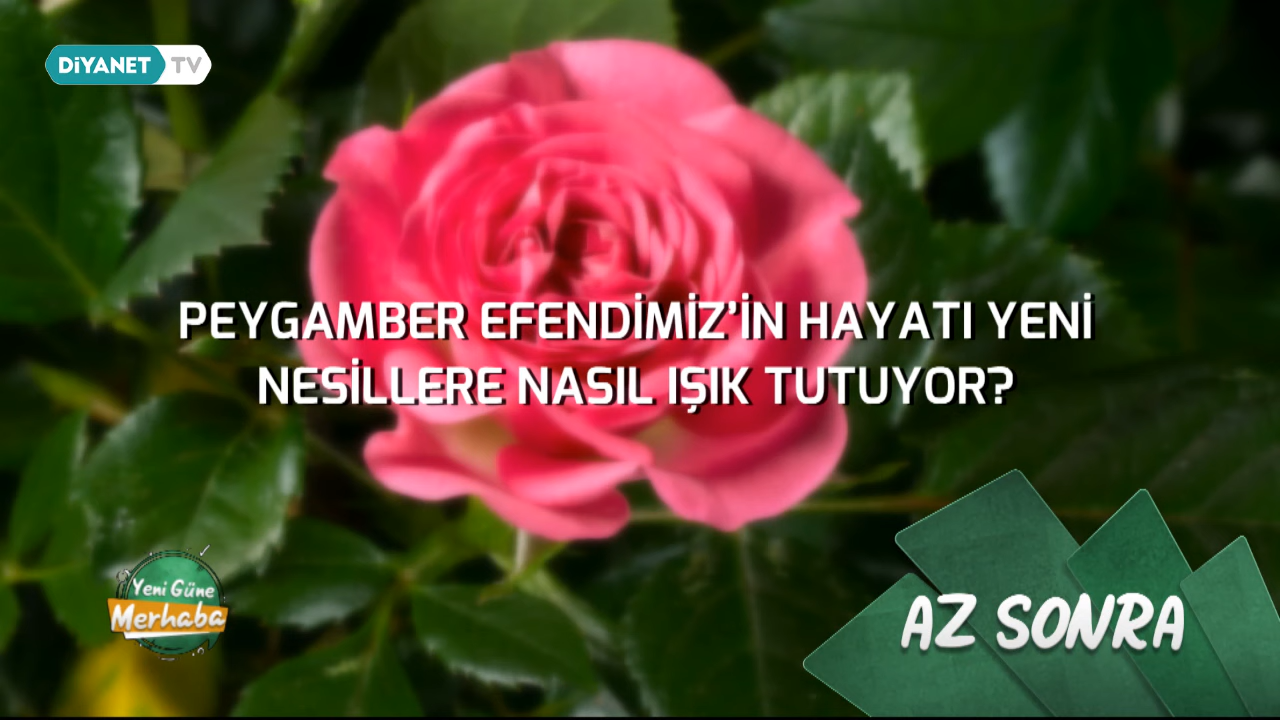 DİYANET TV
PEYGAMBER EFENDİMİZ'İN HAYATI YENİ
NESİLLERE NASIL IŞIK TUTUYOR?
Yeni Güne
Merhaba
AZ SONRA